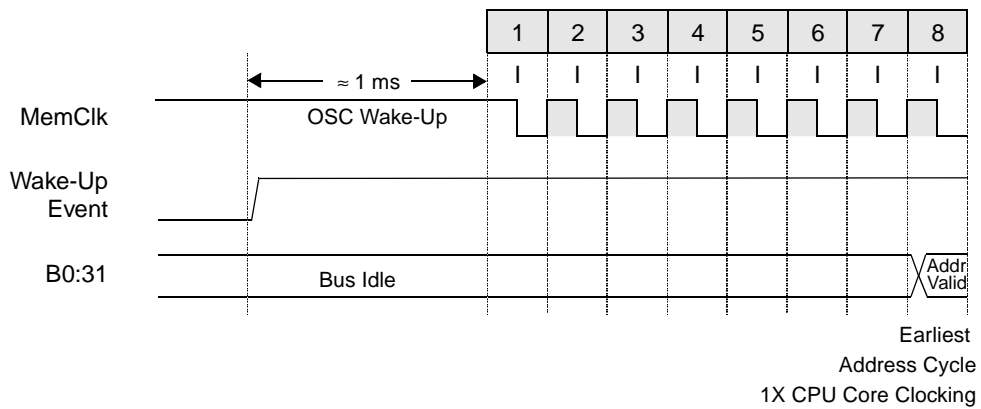 1 2 3 4 5 6 7 8
I I I I I I I I
≈ 1 ms
MemClk
OSC Wake-Up
Wake-Up
Event
B0:31
Bus Idle
Addr
Valid
Earliest
Address Cycle
1X CPU Core Clocking